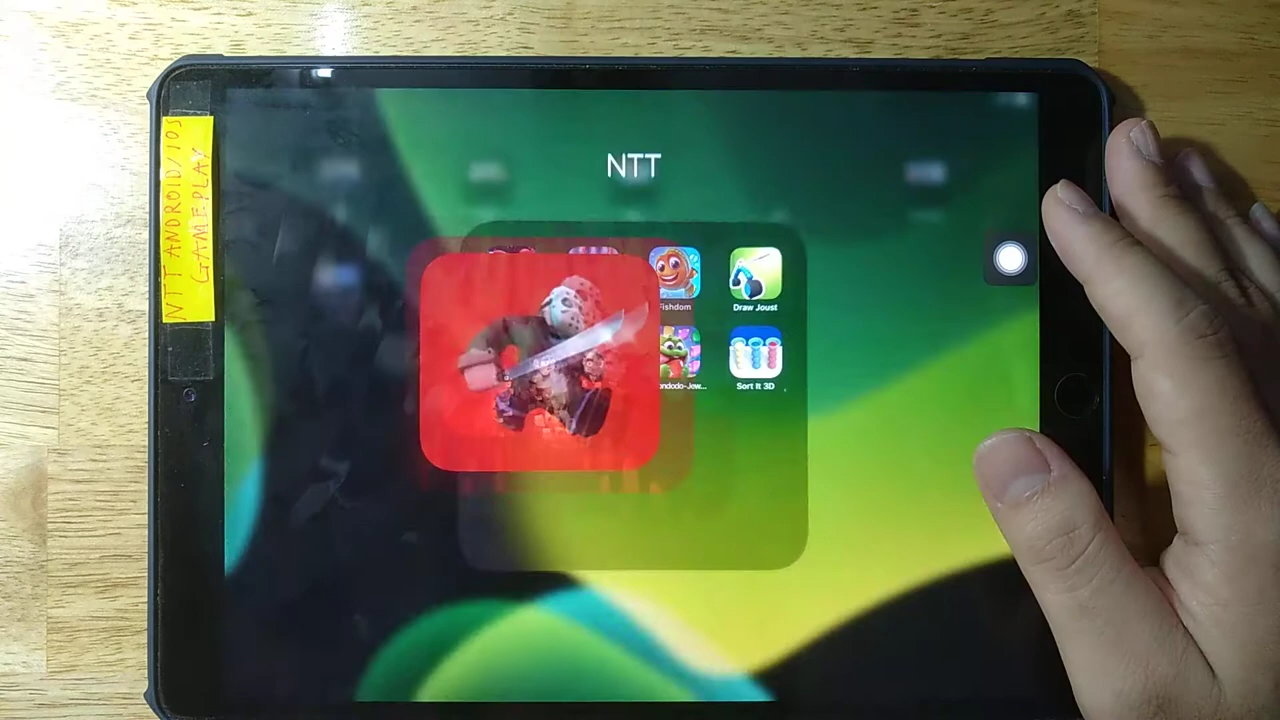 NTT ANDROID/IOS
GAMEPLAY
NTT
Fishdom
Draw Joust
Sort It 3D